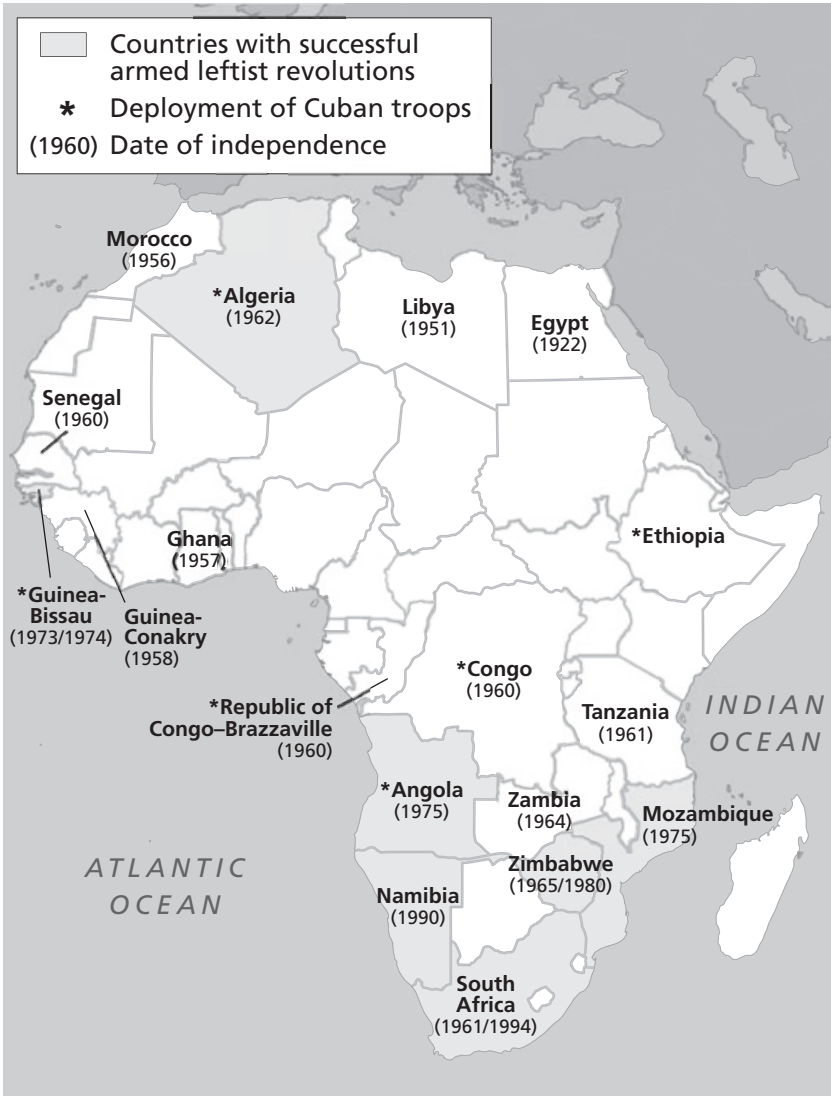 Countries with successful
armed leftist revolutions
* Deployment of Cuban troops
(1960) Date of independence
Morocco
(1956)
*Algeria
(1962)
Libya
(1951)
Egypt
(1922)
Senegal
(1960)
Ghana
(1957)
*Ethiopia
*Guinea-
Bissau
(1973/1974)
Guinea-
Conakry
(1958)
*Congo
(1960)
*Republic of
Congo–Brazzaville
(1960)
Tanzania
(1961)
INDIAN
OCEAN
*Angola
(1975)
Zambia
(1964)
Mozambique
(1975)
ATLANTIC
OCEAN
Zimbabwe
(1965/1980)
Namibia
(1990)
South
Africa
(1961/1994)